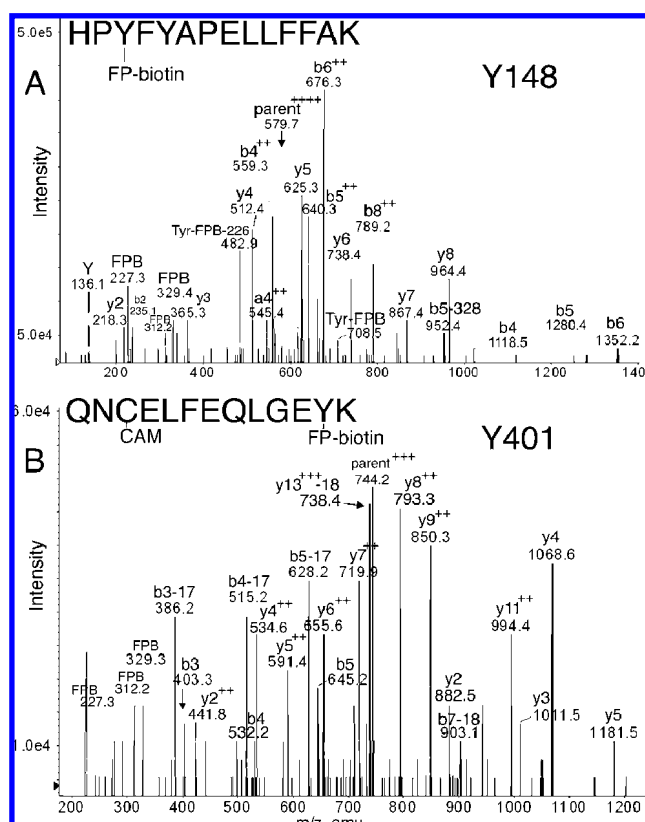 HPYFYAPELLFFAK
FP-biotin
A
Y148
5.0e5
Intensity
5.0e4
b6++
676.3
parent++++
579.7
b4++
559.3
y5
625.3
b5++
640.3
y4
512.4
b8++
789.2
Tyr-FPB-226
482.9
y6
738.4
y8
964.4
Y
136.1
FPB
227.3
FPB
329.4
y3
365.3
a4++
545.4
y2
218.3
b2
235.1
FPB
312.2
Tyr-FPB
708.5
y7
867.4
b5-328
952.4
b4
1118.5
b5
1280.4
b6
1352.2
200
400
600
800
1000
1200
140
QNCELFEQLGEYK
CAM
FP-biotin
B
Y401
6.0e4
Intensity
1.0e4
parent+++
744.2
y13+++-18
738.4
y8++
793.3
y9++
850.3
y4
1068.6
b5-17
628.2
y7++
719.9
b4-17
515.2
b3-17
386.2
y4++
534.6
y6++
655.6
y11++
994.4
FPB
329.3
y5++
591.4
b5
645.2
FPB
312.2
b3
403.3
FPB
227.3
y2++
441.8
b4
532.2
y2
882.5
b7-18
903.1
y3
1011.5
y5
1181.5
200
300
400
500
600
700
800
900
1000
1100
1200
m/z, amu